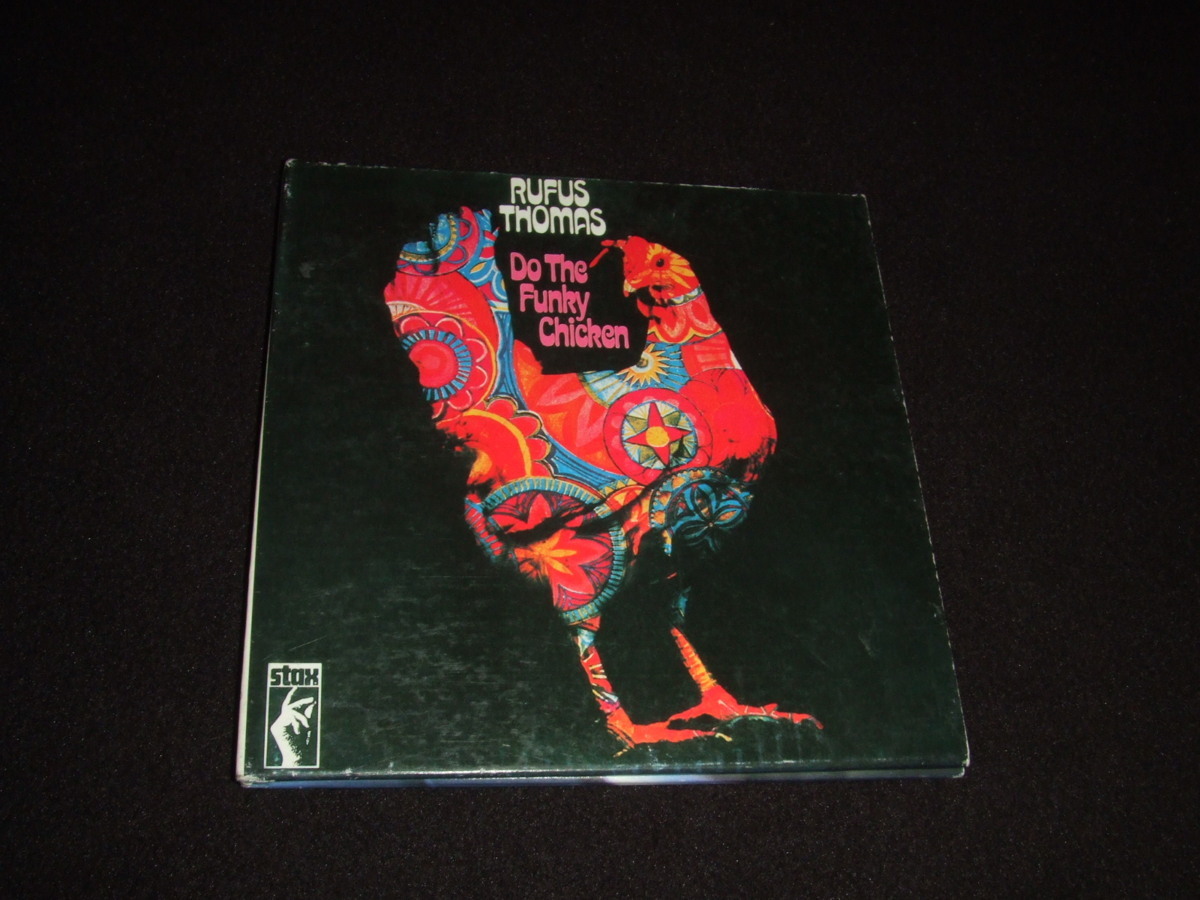 RUFUS
THOMAS
Do The
Funky
Chicken
stax